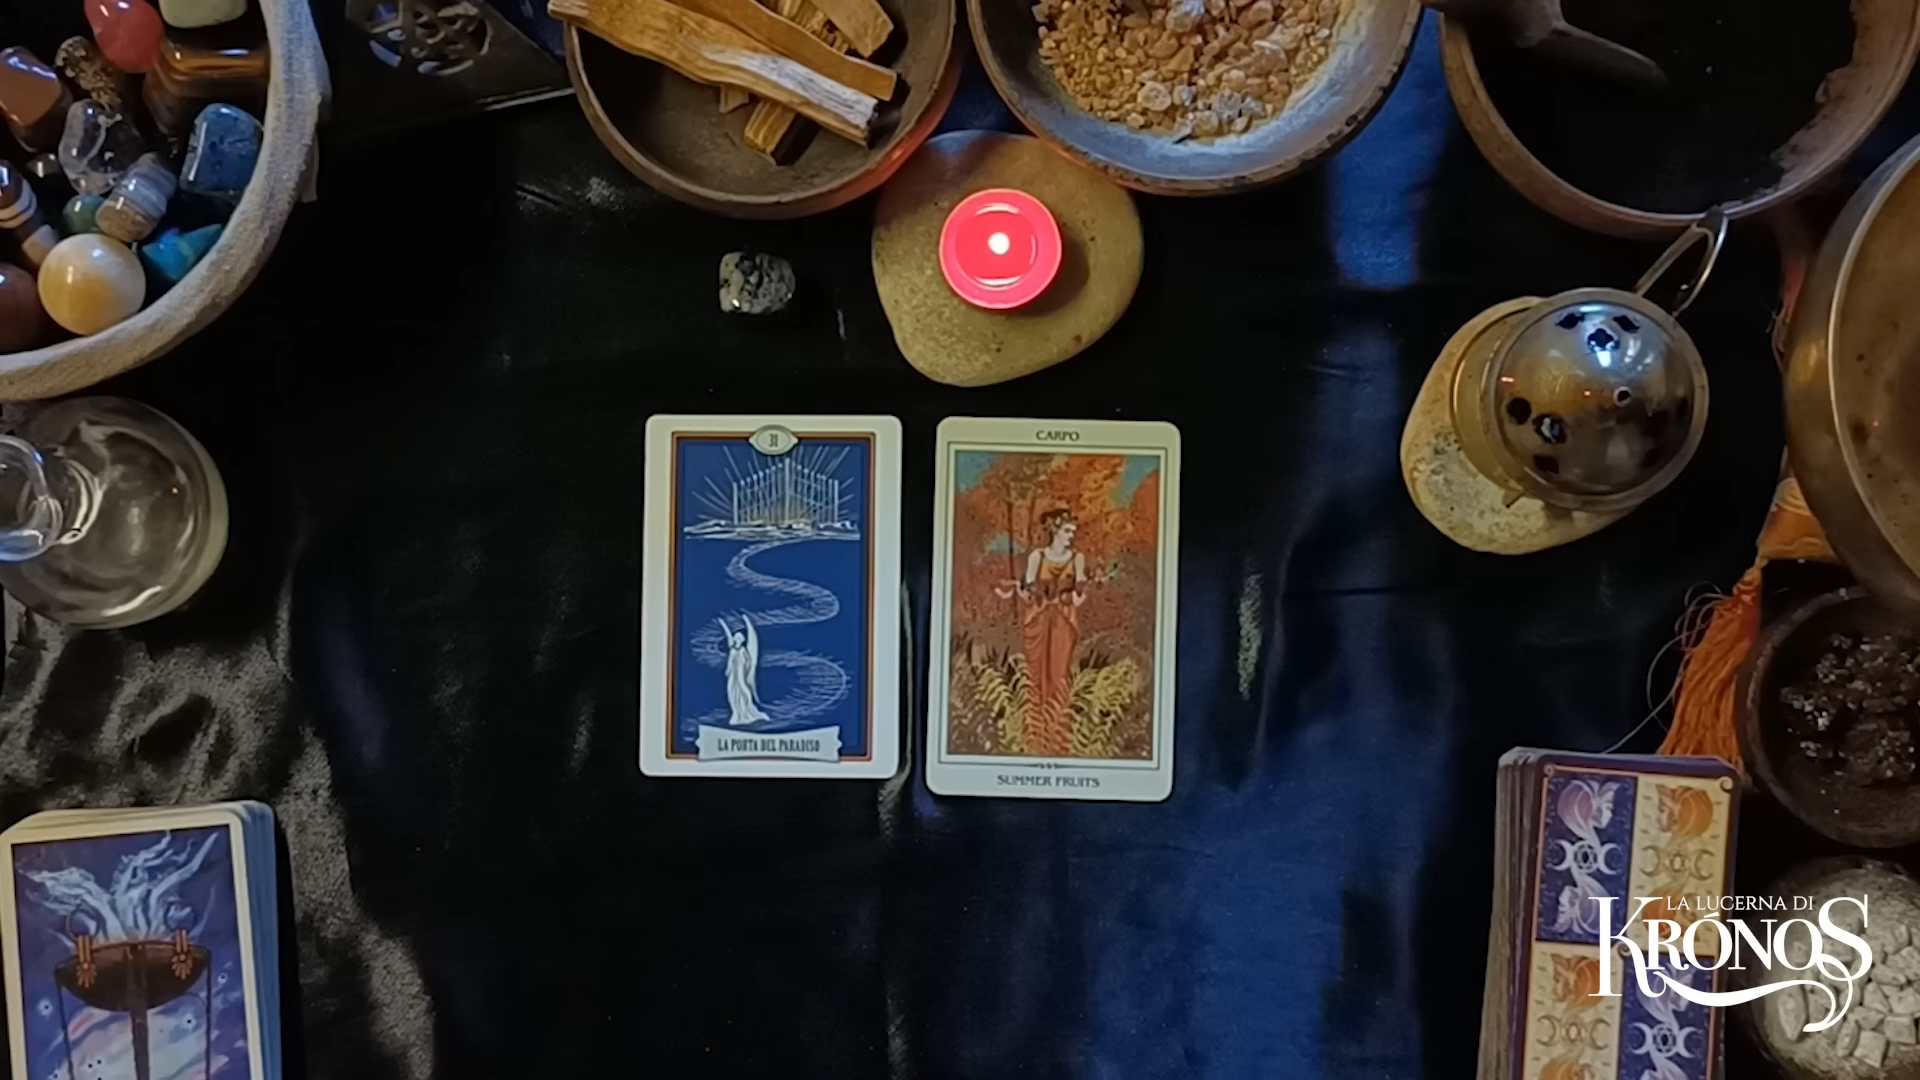 31
LA PORTA DEL PARADISO
CARPO
SUMMER FRUITS
LA LUCERNA DI
KRÓNOS